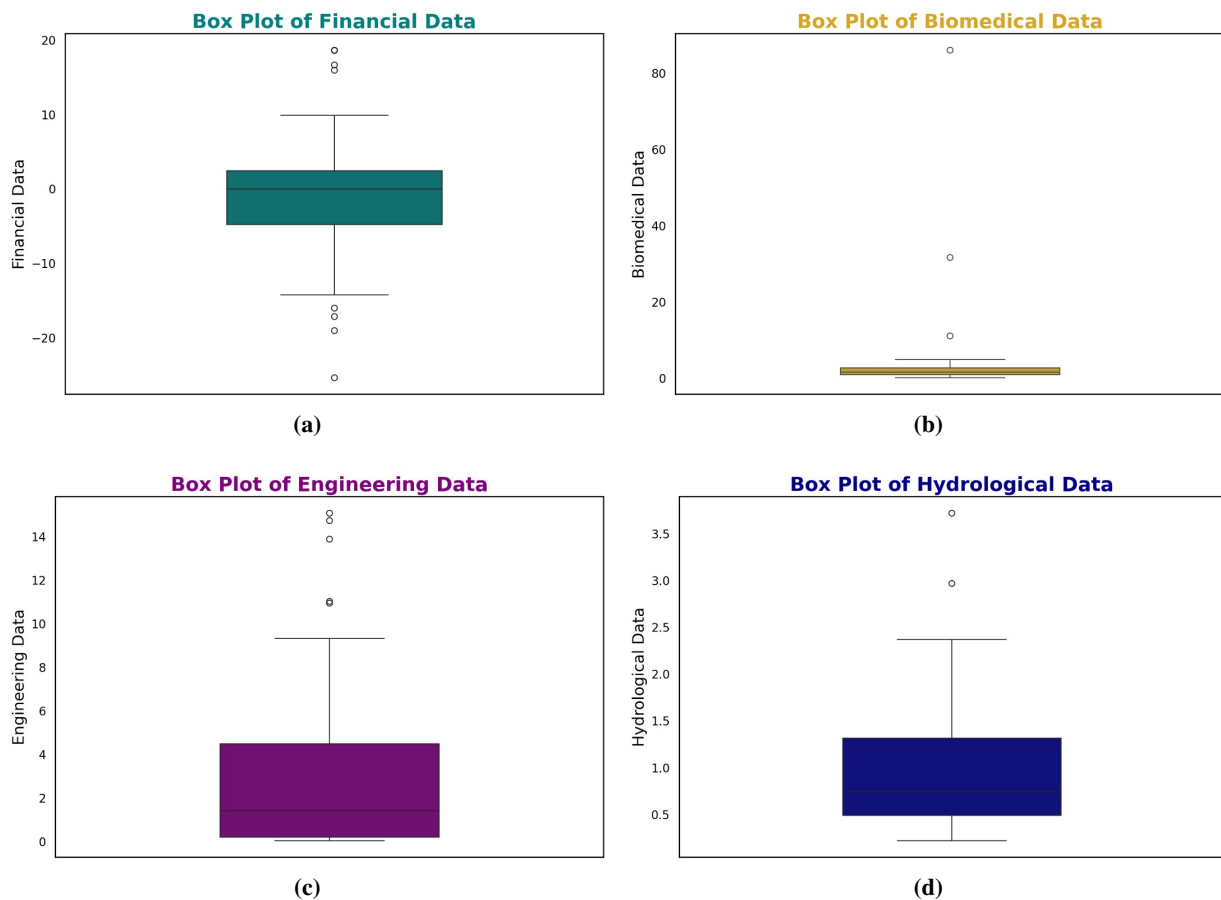 Box Plot of Financial Data
20
10
0
−10
−20
Financial Data
(a)
Box Plot of Biomedical Data
80
60
40
20
0
Biomedical Data
(b)
Box Plot of Engineering Data
14
12
10
8
6
4
2
0
Engineering Data
(c)
Box Plot of Hydrological Data
3.5
3.0
2.5
2.0
1.5
1.0
0.5
Hydrological Data
(d)